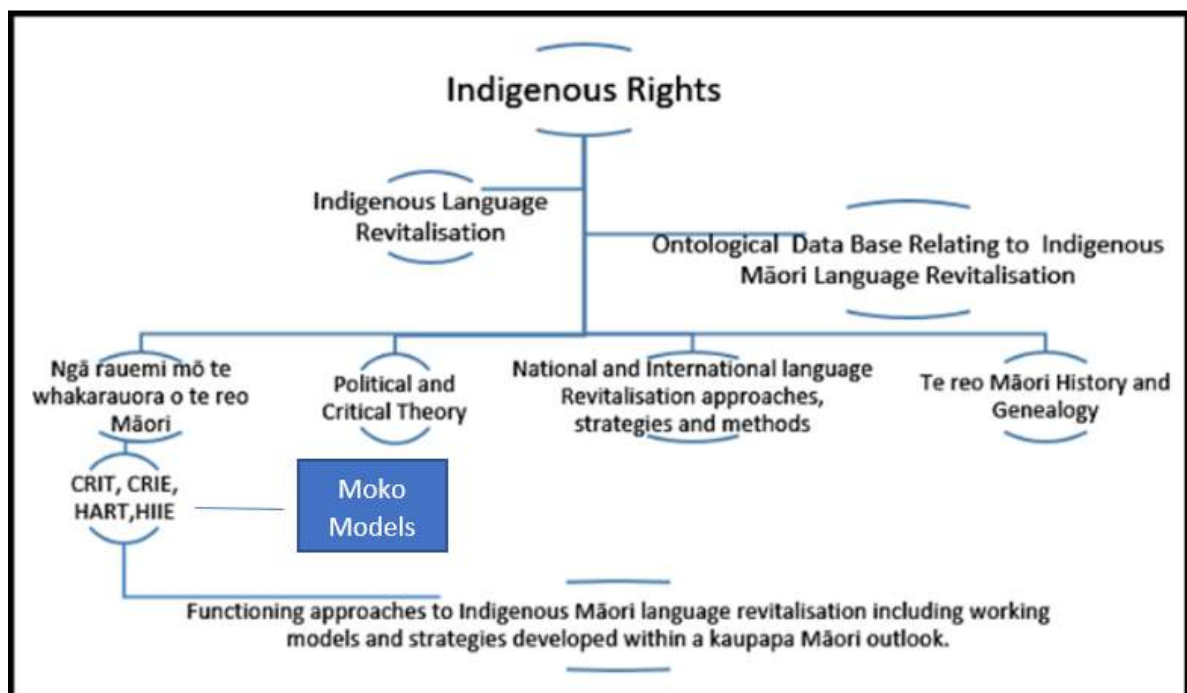 Indigenous Rights
Indigenous Language
Revitalisation
Ontological Data Base Relating to Indigenous
Māori Language Revitalisation
Ngā rauemi mō te
whakarauora o te reo
Māori
Political and
Critical Theory
National and International language
Revitalisation approaches,
strategies and methods
Te reo Māori History and
Genealogy
CRIT, CRIE,
HART,HIIE
Moko
Models
Functioning approaches to Indigenous Māori language revitalisation including working
models and strategies developed within a kaupapa Māori outlook.